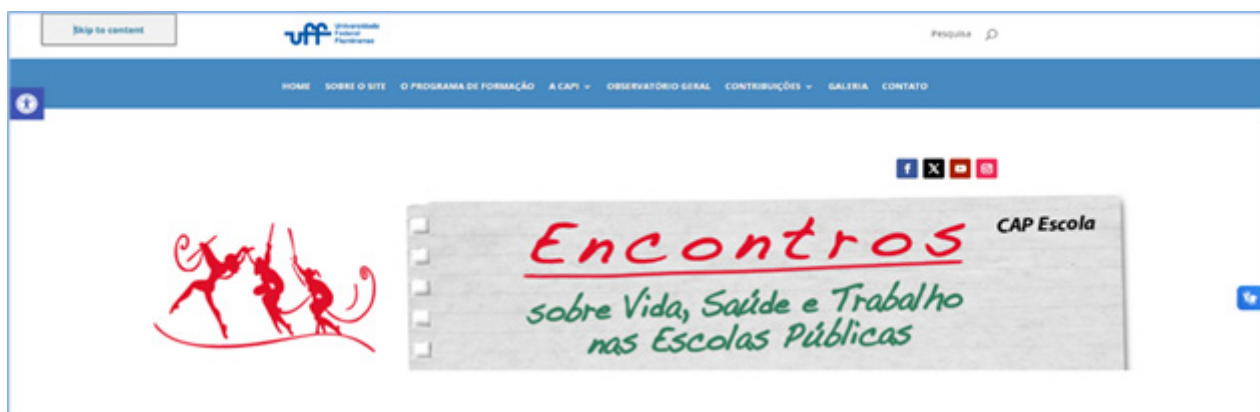 Skip to content
uff Universidade
Federal
Fluminense
Pesquisa
HOME SOBRE O SITE O PROGRAMA DE FORMAÇÃO A CAPI OBSERVATÓRIO GERAL CONTRIBUIÇÕES GALERIA CONTATO
CAP Escola
Encontros
sobre Vida, Saúde e Trabalho
nas Escolas Públicas